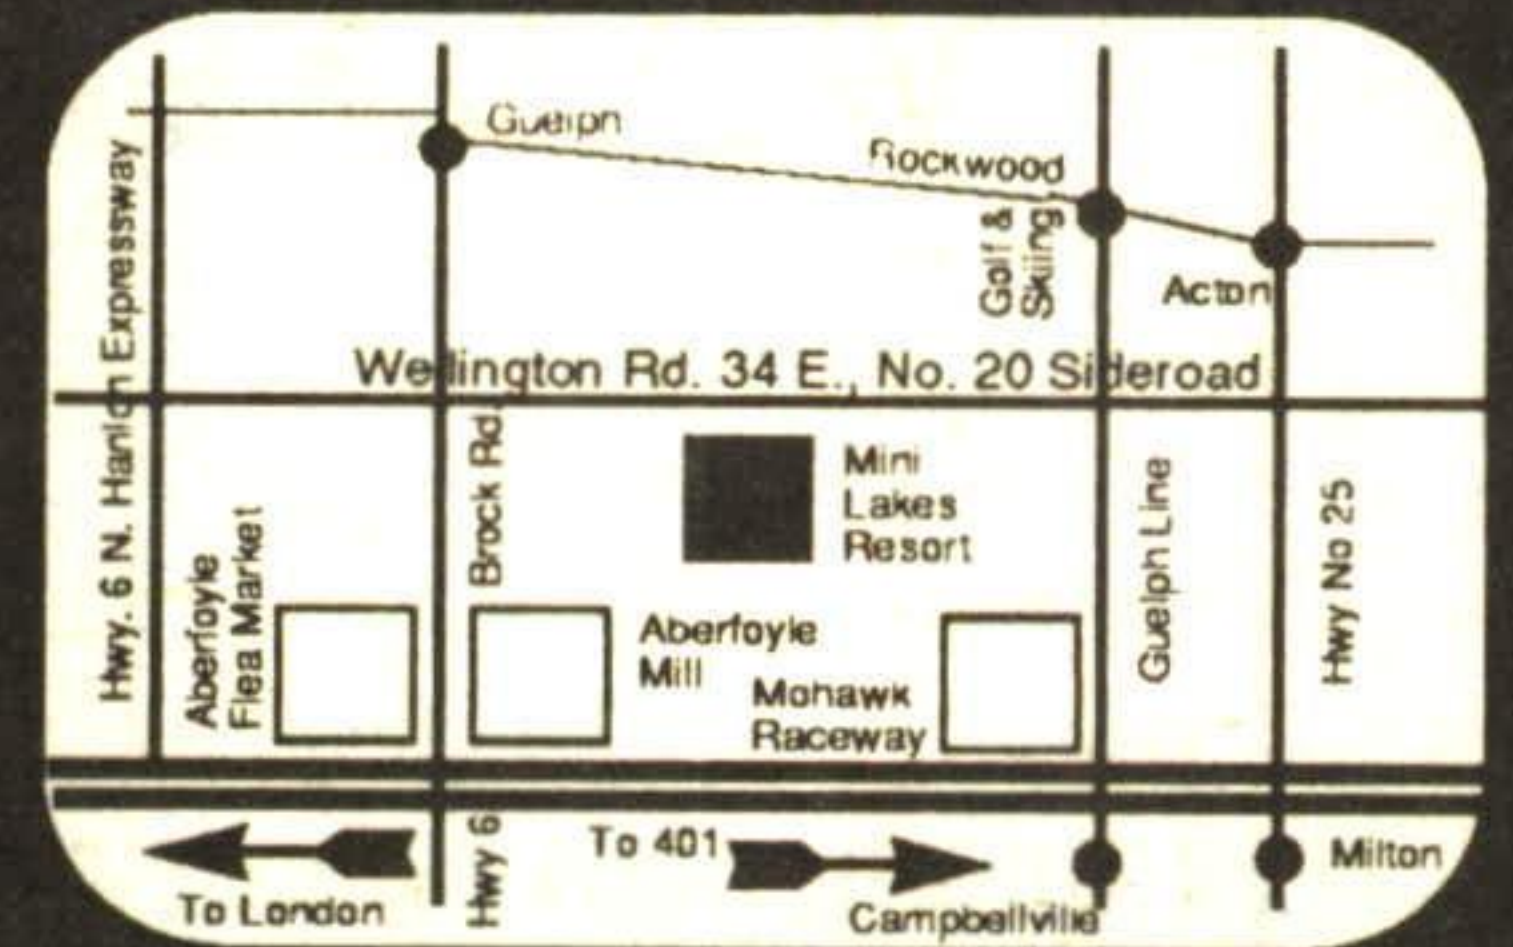 Guelph
Rockwood
Golf &
Skiing
Acton
Hwy. 6 N. Hanlon Expressway
Wellington Rd. 34 E., No. 20 Sideroad
Brock Rd.
Mini
Lakes
Resort
Guelph Line
Hwy No 25
Aberfoyle
Flea Market
Aberfoyle
Mill
Mohawk
Raceway
Hwy 6
To 401
Milton
To London
Campbellville